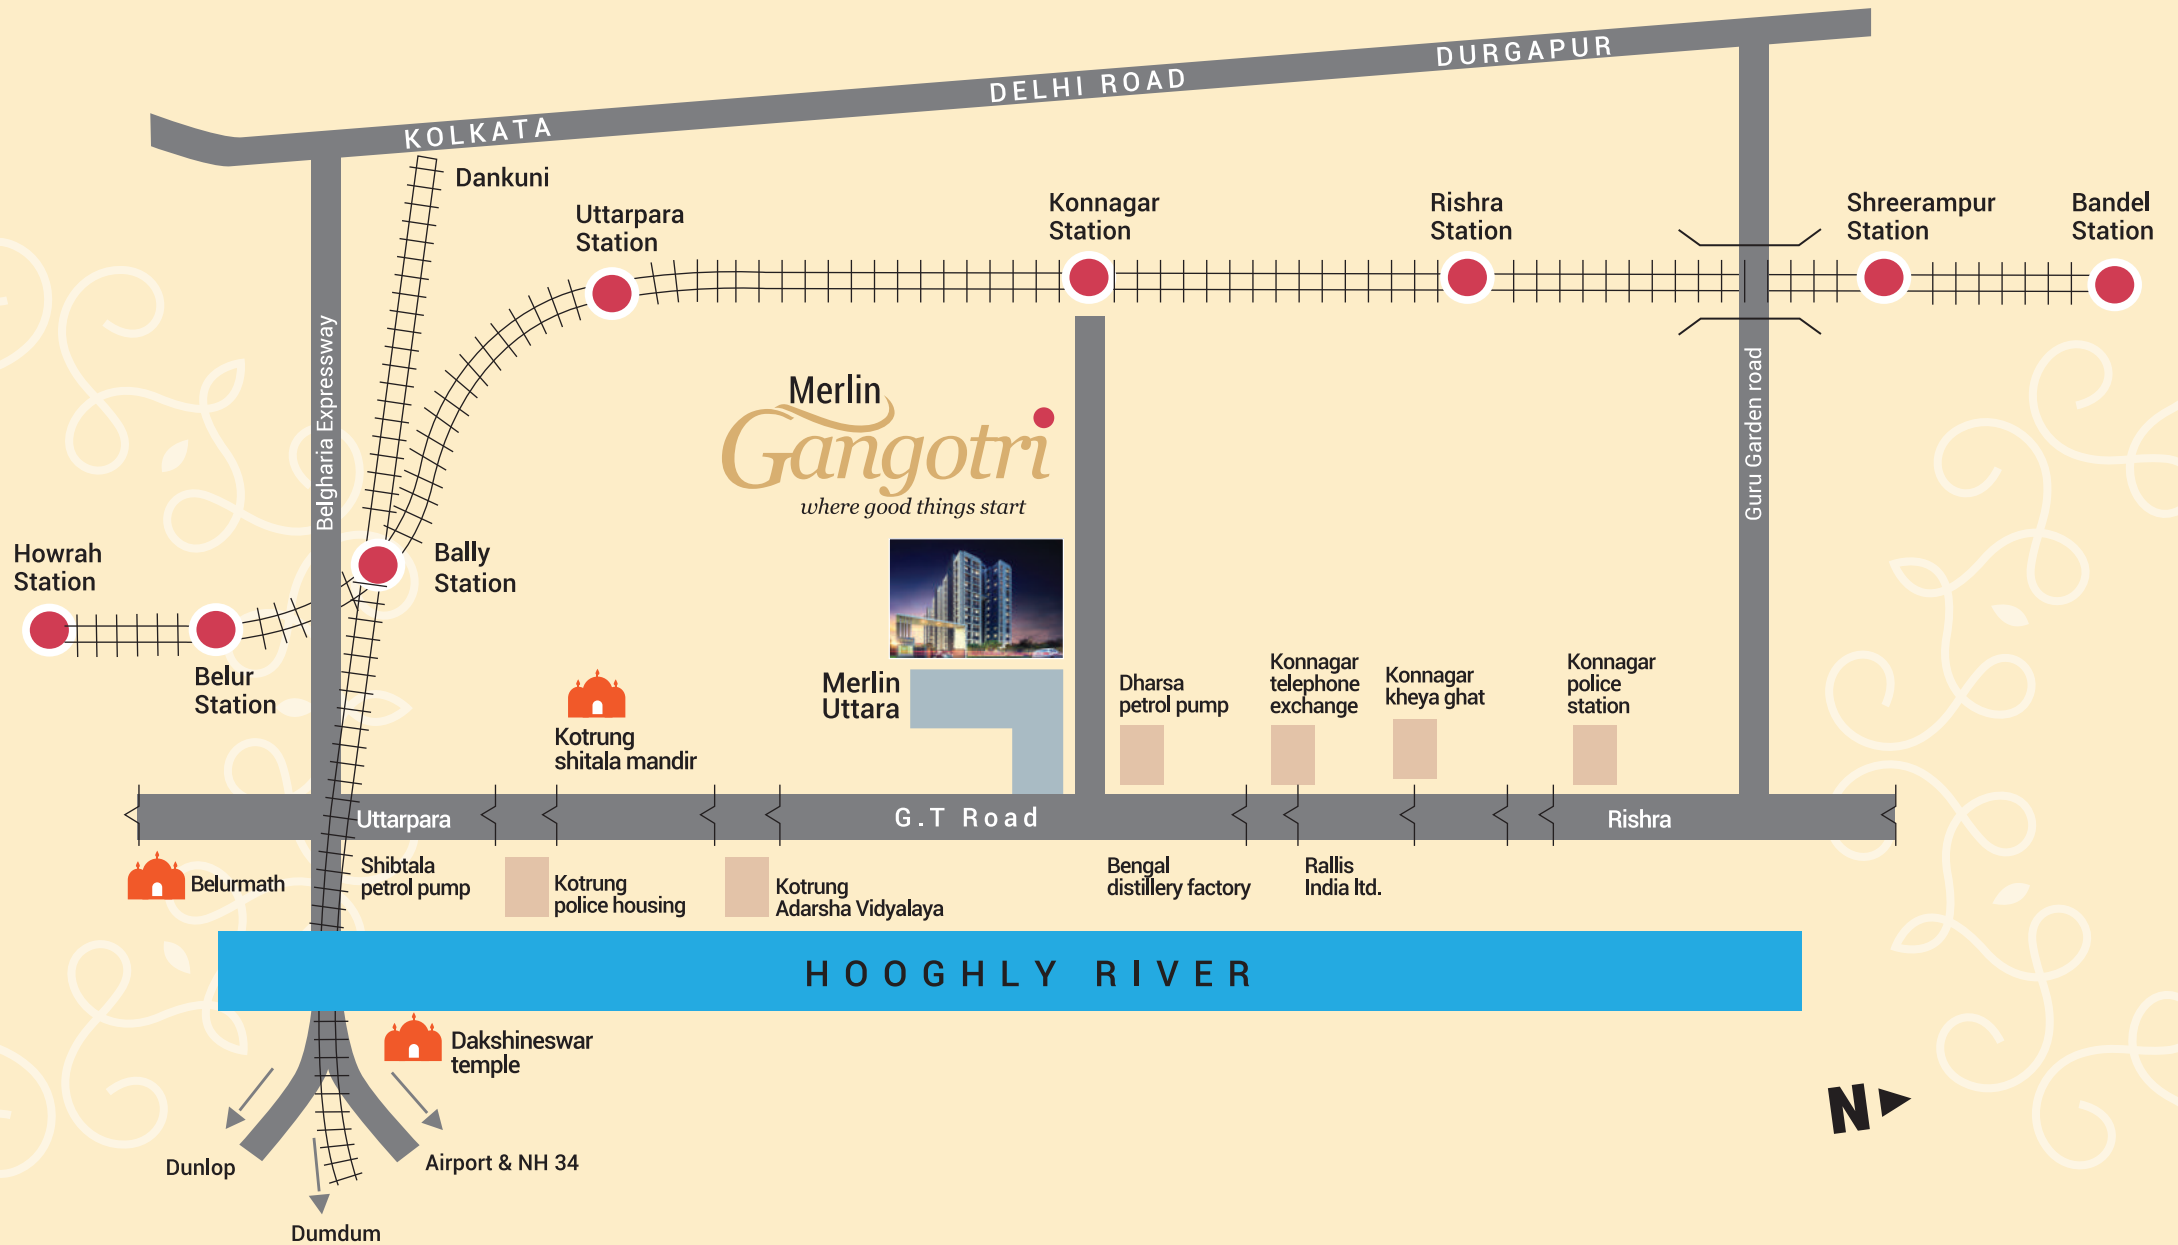 DURGAPUR
DELHI ROAD
KOLKATA
Dankuni
Uttarpara
Station
Konnagar
Station
Rishra
Station
Shreerampur
Station
Bandel
Station
Belgharia Expressway
Guru Garden road
Merlin
Gangotri
where good things start
Howrah
Station
Bally
Station
Belur
Station
Merlin
Uttara
Kotrung
shitala mandir
Dharsa
petrol pump
Konnagar
telephone
exchange
Konnagar
kheya ghat
Konnagar
police
station
Uttarpara
G.T Road
Rishra
Belurmath
Shibtala
petrol pump
Kotrung
police housing
Kotrung
Adarsha Vidyalaya
Bengal
distillery factory
Rallis
India ltd.
HOOGHLY RIVER
Dakshineswar
temple
N
Dunlop
Airport & NH 34
Dumdum